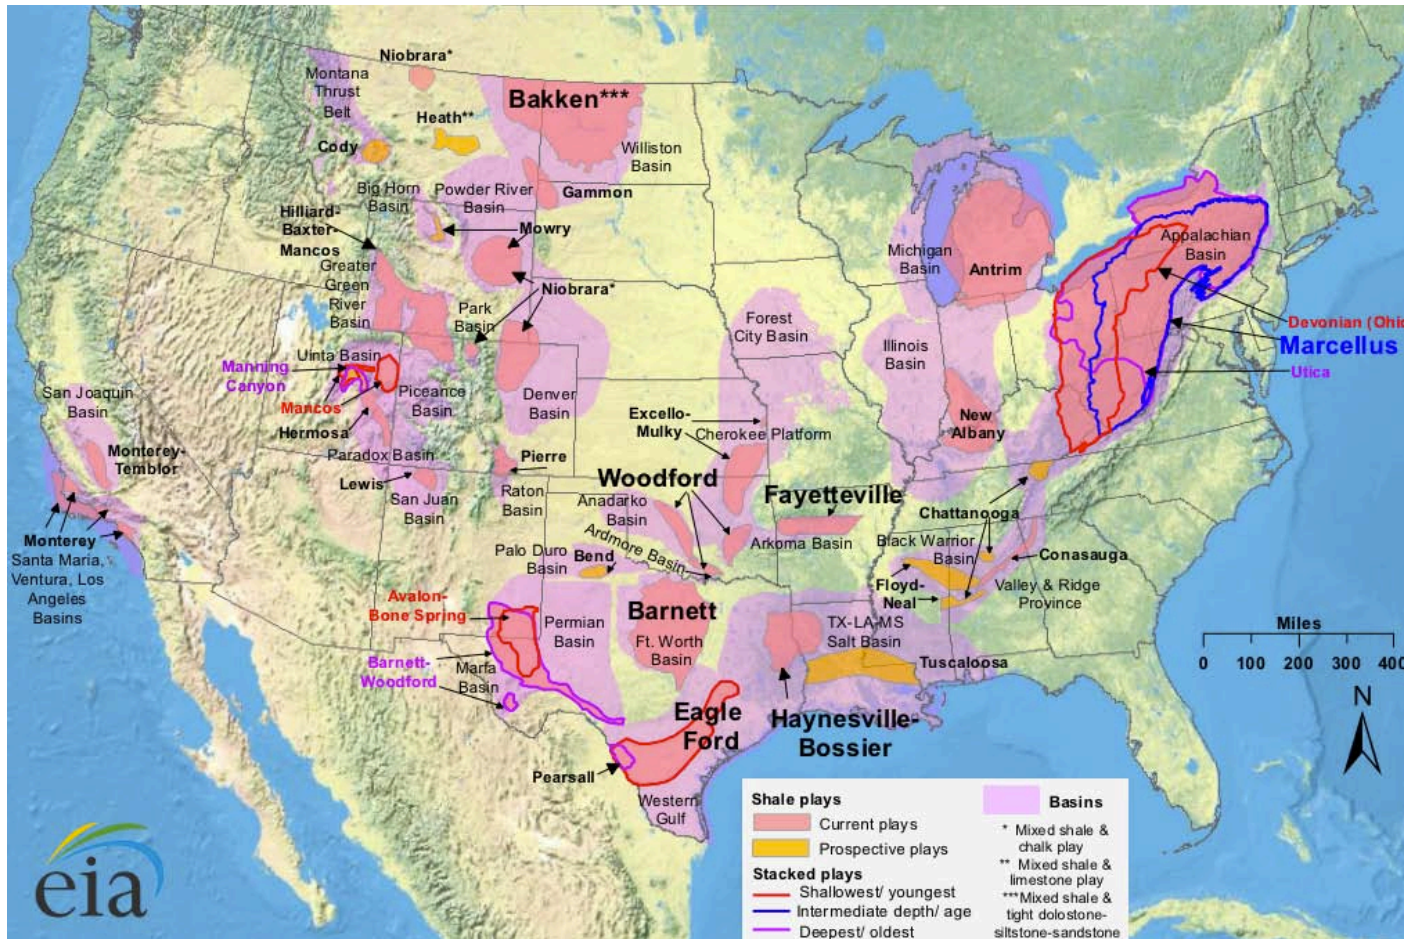 Niobrara*
Montana
Thrust
Belt
Bakken***
Heath**
Cody
Williston
Basin
Big Horn
Basin
Powder River
Basin
Gammon
Hilliard-
Baxter-
Mancos
Mowry
Michigan
Basin
Antrim
Appalachian
Basin
Greater
Green
River
Basin
Park
Basin
Niobrara*
Forest
City Basin
Illinois
Basin
Devonian (Ohio
Marcellus
Utica
Uinta Basin
Manning
Canyon
Mancos
Piceance
Basin
Denver
Basin
San Joaquin
Basin
Hermosa
Excello-
Mulky
Cherokee Platform
New
Albany
Monterey-
Temblor
Paradox Basin
Pierre
Lewis
San Juan
Basin
Raton
Basin
Woodford
Anadarko
Basin
Fayetteville
Chattanooga
Monterey
Santa Maria,
Ventura, Los
Angeles
Basins
Palo Duro
Basin
Bend
Ardmore Basin
Arkoma Basin
Black Warrior
Basin
Conasauga
Floyd-
Neal
Valley & Ridge
Province
Avalon-
Bone Spring
Permian
Basin
Barnett
Ft. Worth
Basin
TX-LA-MS
Salt Basin
Tuscaloosa
Barnett-
Woodford
Marfa
Basin
Eagle
Ford
Haynesville-
Bossier
Pearsall
Western
Gulf
Miles
0 100 200 300 400
N
Shale plays
Current plays
Prospective plays
Stacked plays
Shallowest/ youngest
Intermediate depth/ age
Deepest/ oldest
Basins
* Mixed shale &
chalk play
** Mixed shale &
limestone play
***Mixed shale &
tight dolostone-
siltstone-sandstone
eia